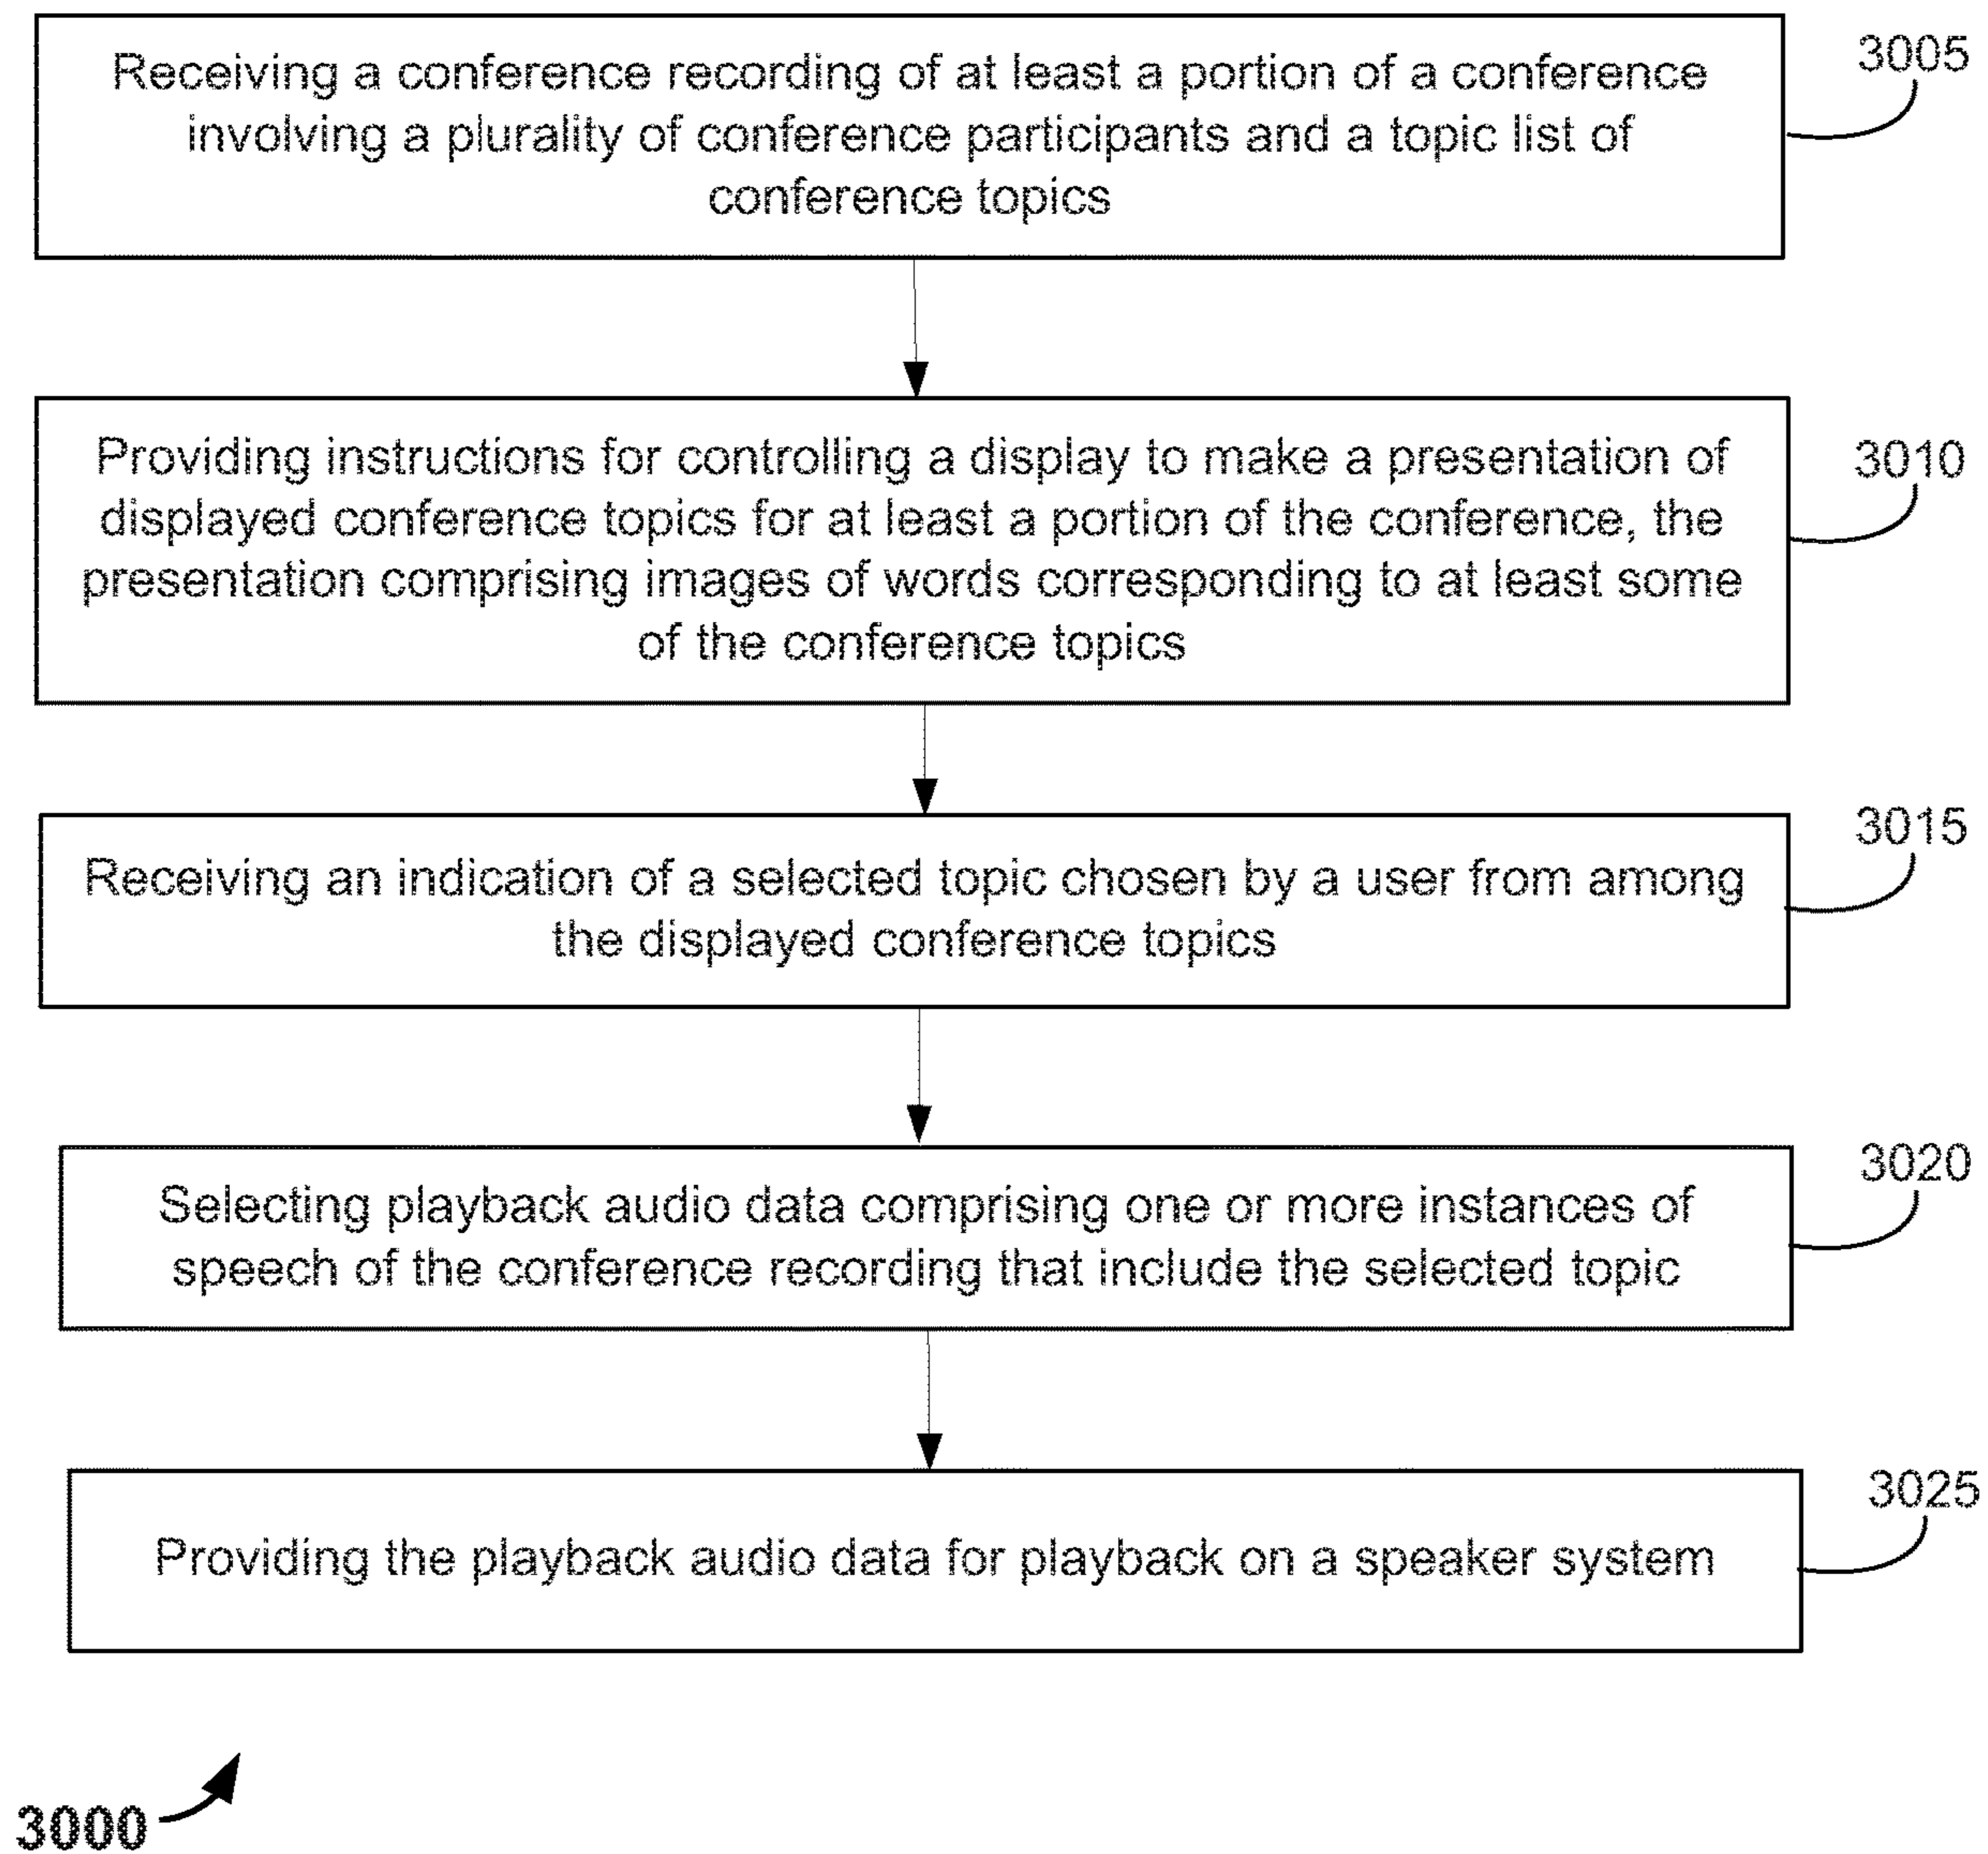 Receiving a conference recording of at least a portion of a conference
involving a plurality of conference participants and a topic list of
conference topics
3005
Providing instructions for controlling a display to make a presentation of
displayed conference topics for at least a portion of the conference, the
presentation comprising images of words corresponding to at least some
of the conference topics
3010
Receiving an indication of a selected topic chosen by a user from among
the displayed conference topics
3015
Selecting playback audio data comprising one or more instances of
speech of the conference recording that include the selected topic
3020
Providing the playback audio data for playback on a speaker system
3025
3000